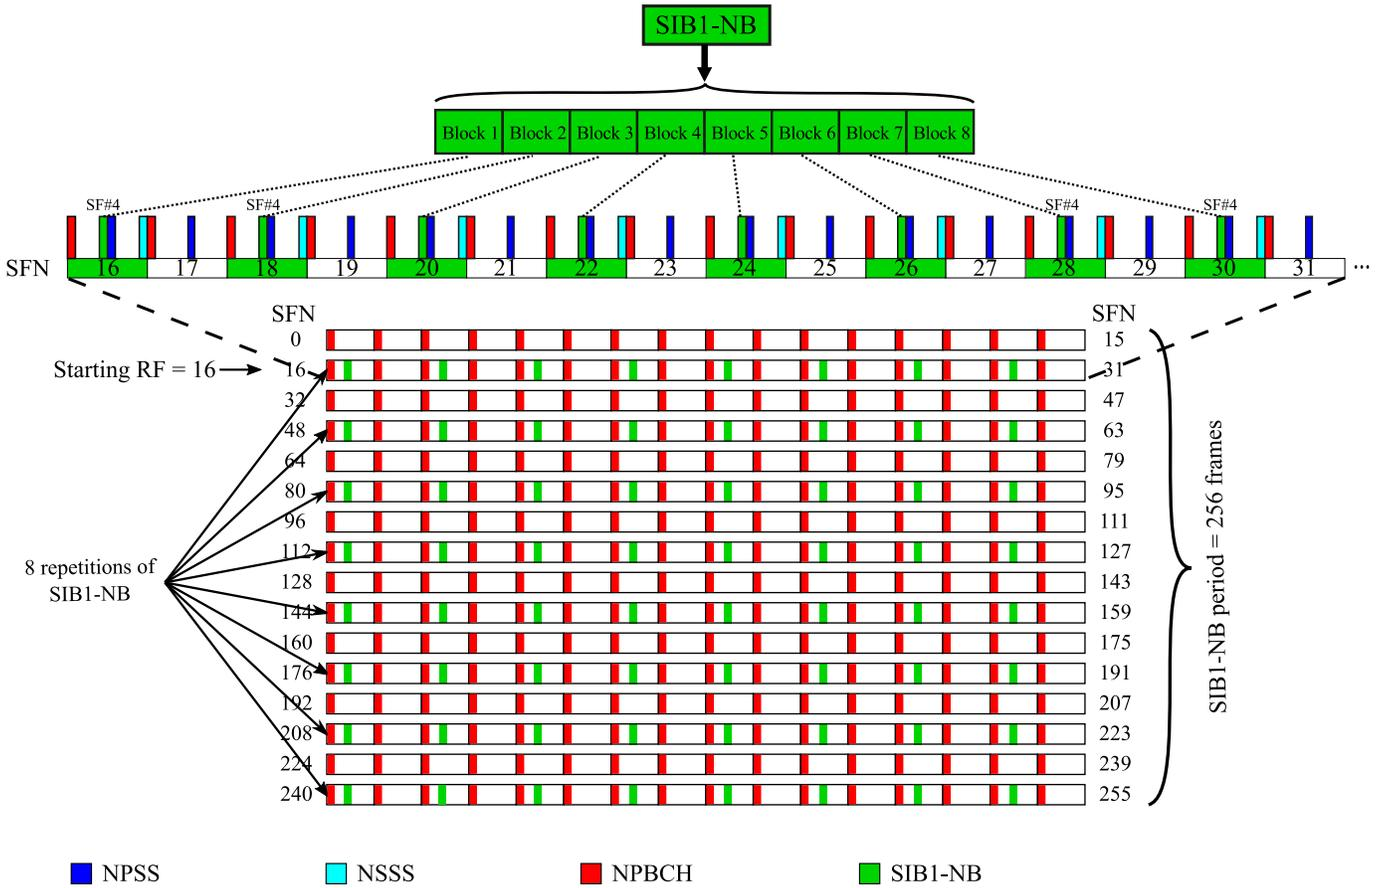 SIB1-NB
Block 1 Block 2 Block 3 Block 4 Block 5 Block 6 Block 7 Block 8
SF#4 SF#4 SF#4 SF#4
SFN 16 17 18 19 20 21 22 23 24 25 26 27 28 29 30 31 ...
SFN SFN
0 15
Starting RF = 16 16 31
32 47
48 63
64 79
80 95
96 111
112 127
8 repetitions of
SIB1-NB
128 143
144 159
160 175
176 191
192 207
208 223
224 239
240 255
SIB1-NB period = 256 frames
NPSS NSSS NPBCH SIB1-NB